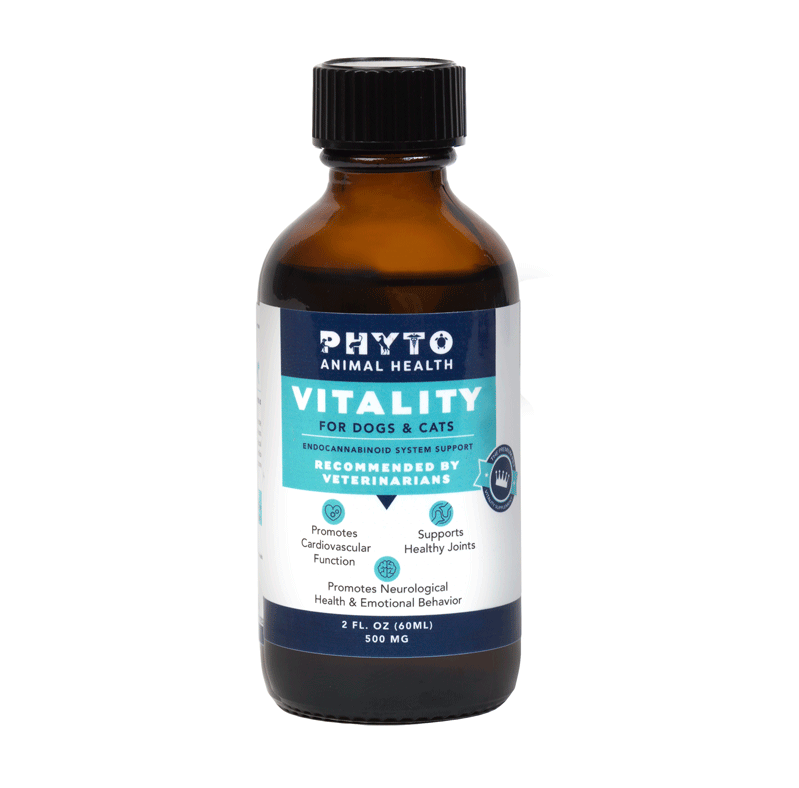 PHYTO
ANIMAL HEALTH
VITALITY
FOR DOGS & CATS
ENDOCANNABINOID SYSTEM SUPPORT
RECOMMENDED BY
VETERINARIANS
Promotes
Cardiovascular
Function
Supports
Healthy Joints
Promotes Neurological
Health & Emotional Behavior
2 FL. OZ (60ML)
500 MG